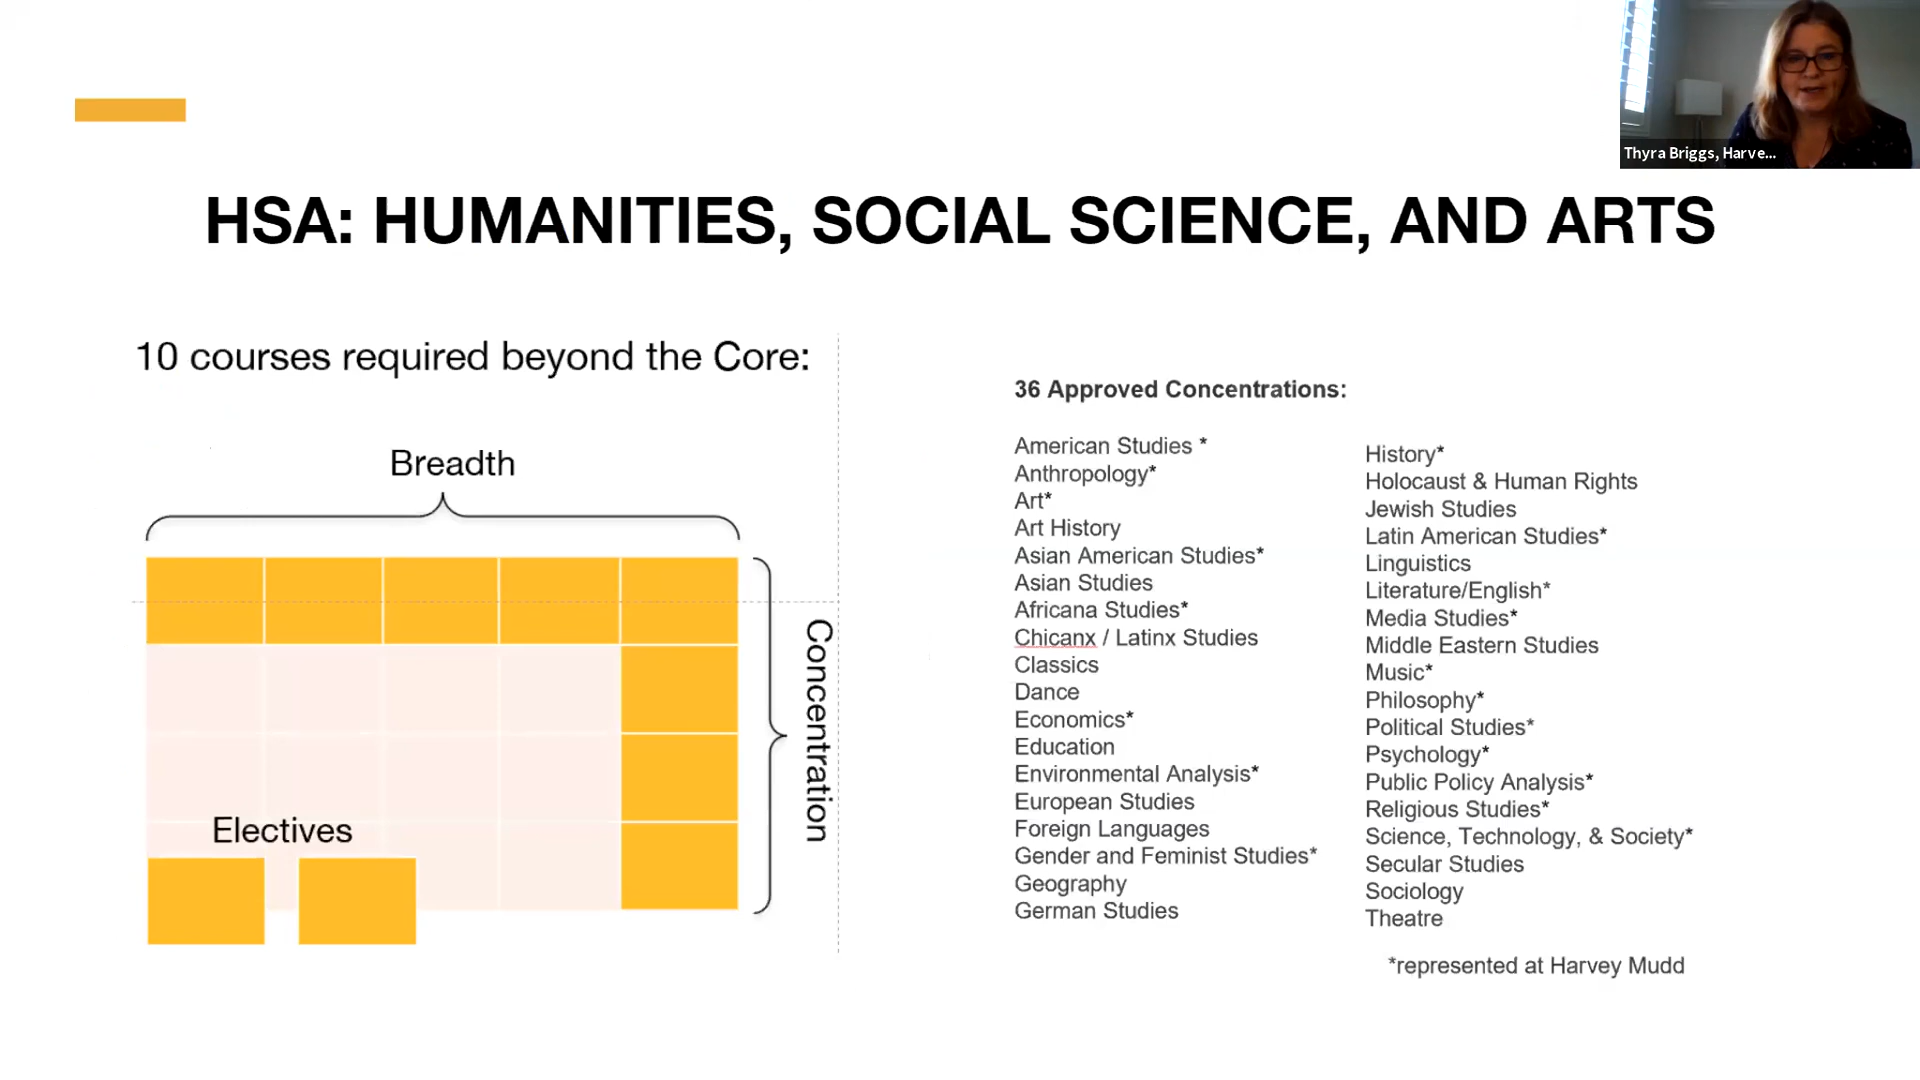 Thyra Briggs, Harve...
HSA: HUMANITIES, SOCIAL SCIENCE, AND ARTS
10 courses required beyond the Core:
Breadth
Concentration
Electives
36 Approved Concentrations:
American Studies *
Anthropology*
Art*
Art History
Asian American Studies*
Asian Studies
Africana Studies*
Chicanx / Latinx Studies
Classics
Dance
Economics*
Education
Environmental Analysis*
European Studies
Foreign Languages
Gender and Feminist Studies*
Geography
German Studies
History*
Holocaust & Human Rights
Jewish Studies
Latin American Studies*
Linguistics
Literature/English*
Media Studies*
Middle Eastern Studies
Music*
Philosophy*
Political Studies*
Psychology*
Public Policy Analysis*
Religious Studies*
Science, Technology, & Society*
Secular Studies
Sociology
Theatre
*represented at Harvey Mudd